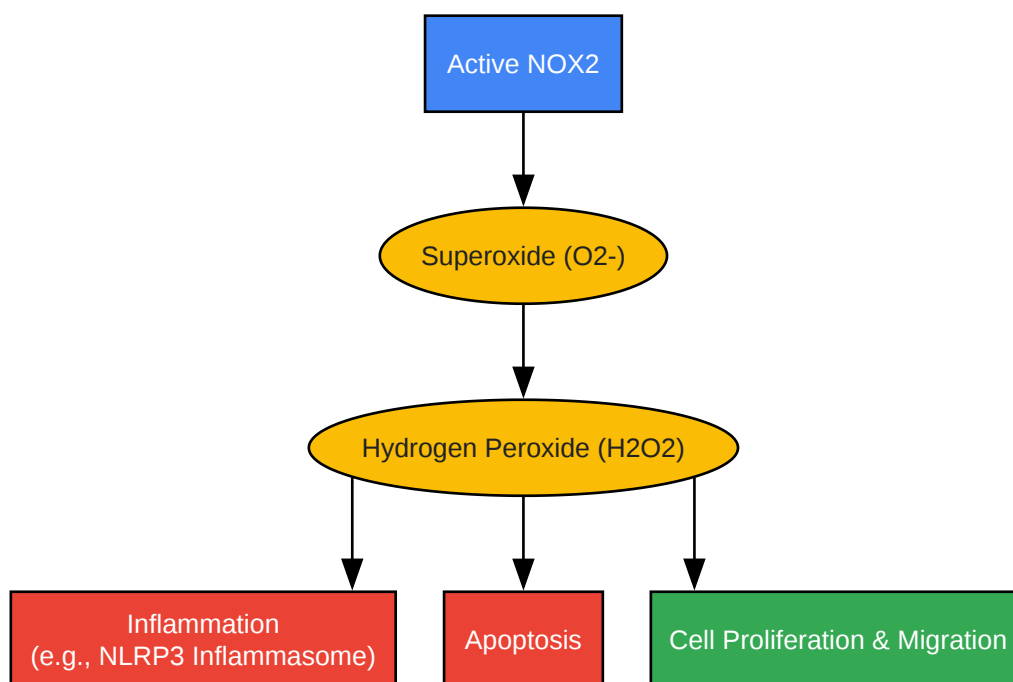 Active NOX2
Superoxide (O2-)
Hydrogen Peroxide (H2O2)
Inflammation
(e.g., NLRP3 Inflammasome)
Apoptosis
Cell Proliferation & Migration